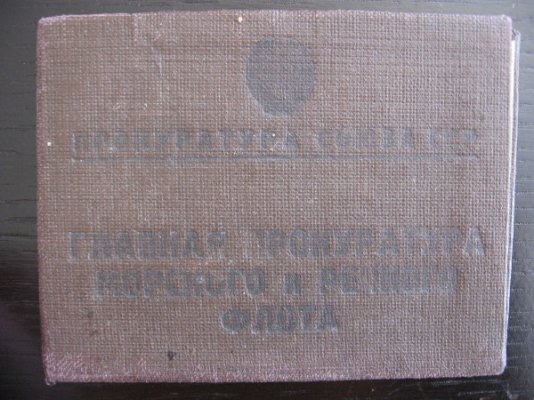 ПРОКУРАТУРА СОЮЗА ССР
ГЛАВНАЯ ПРОКУРАТУРА
МОРСКОГО и РЕЧНОГО
ФЛОТА